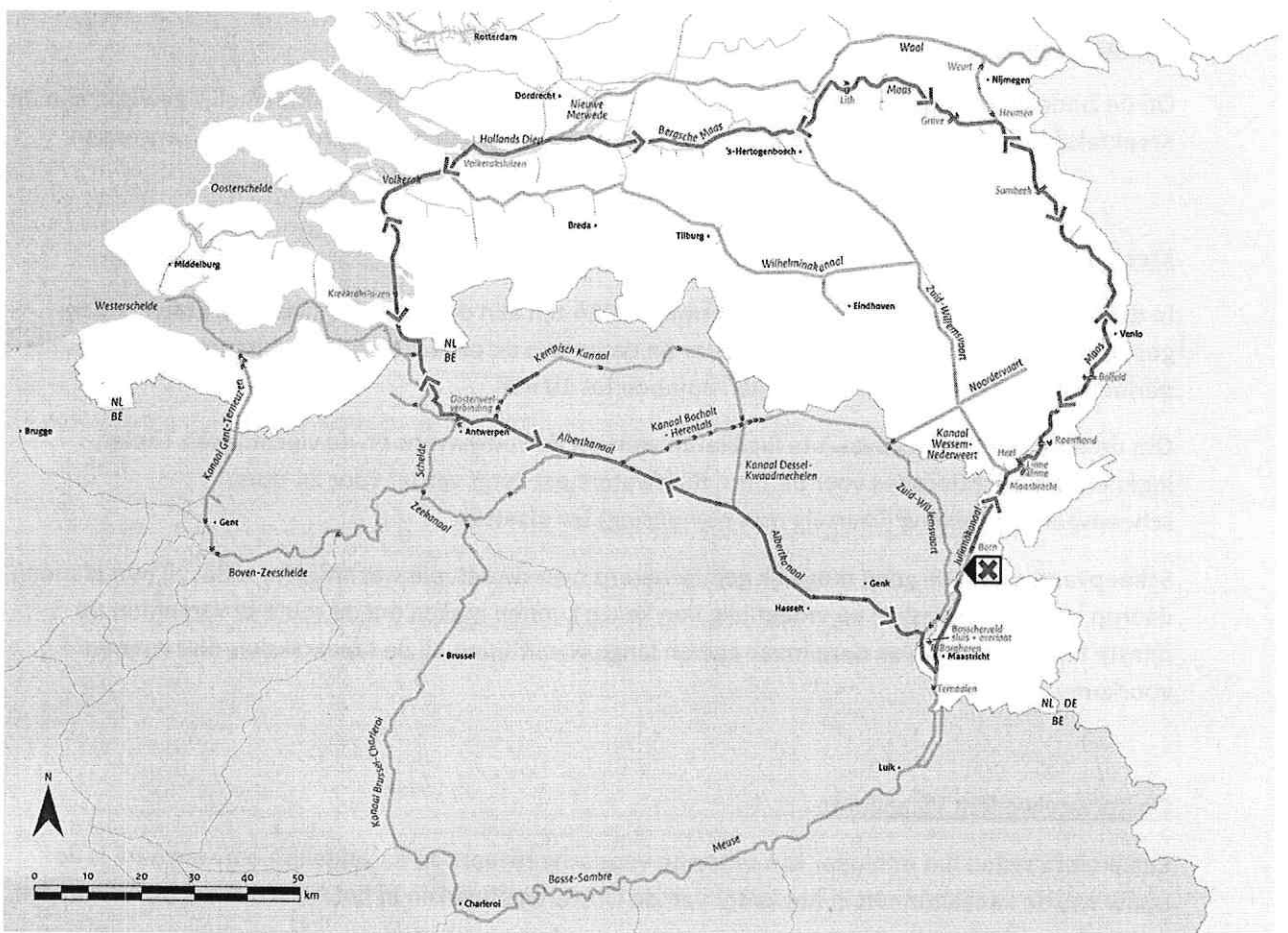 Rotterdam
Waal
Weurt
Nijmegen
Dordrecht
Nieuwe
Merwede
Lith
Maas
Grave
Heumen
Hollands Diep
Bergsche Maas
's-Hertogenbosch
Volkeraksluizen
Volkerak
Oosterschelde
Sambeek
Breda
Tilburg
Middelburg
Wilhelminakanaal
Kreekraksluizen
Eindhoven
Westerschelde
Zuid-Willemsvaart
Venlo
NL
BE
Kempisch Kanaal
Maas
Noordervaart
Belfeld
NL
BE
Oosterweel-
verbinding
Brugge
Kanaal Gent-Terneuzen
Antwerpen
Albertkanaal
Kanaal Bocholt
- Herentals
Kanaal
Wessem-
Nederweert
Roermond
Heel
Linne
Maasbracht
Schelde
Kanaal Dessel-
Kwaadmechelen
Zuid-Willemsvaart
Zeekanaal
Gent
Julianakanaal
Boven-Zeeschelde
Albertkanaal
Born
Genk
Hasselt
Bosscherveld
sluis + overlaat
Borgharen
Brussel
Maastricht
Ternaaien
NL DE
BE
Kanaal Brussel-Charleroi
Luik
N
Meuse
Basse-Sambre
0 10 20 30 40 50
km
Charleroi